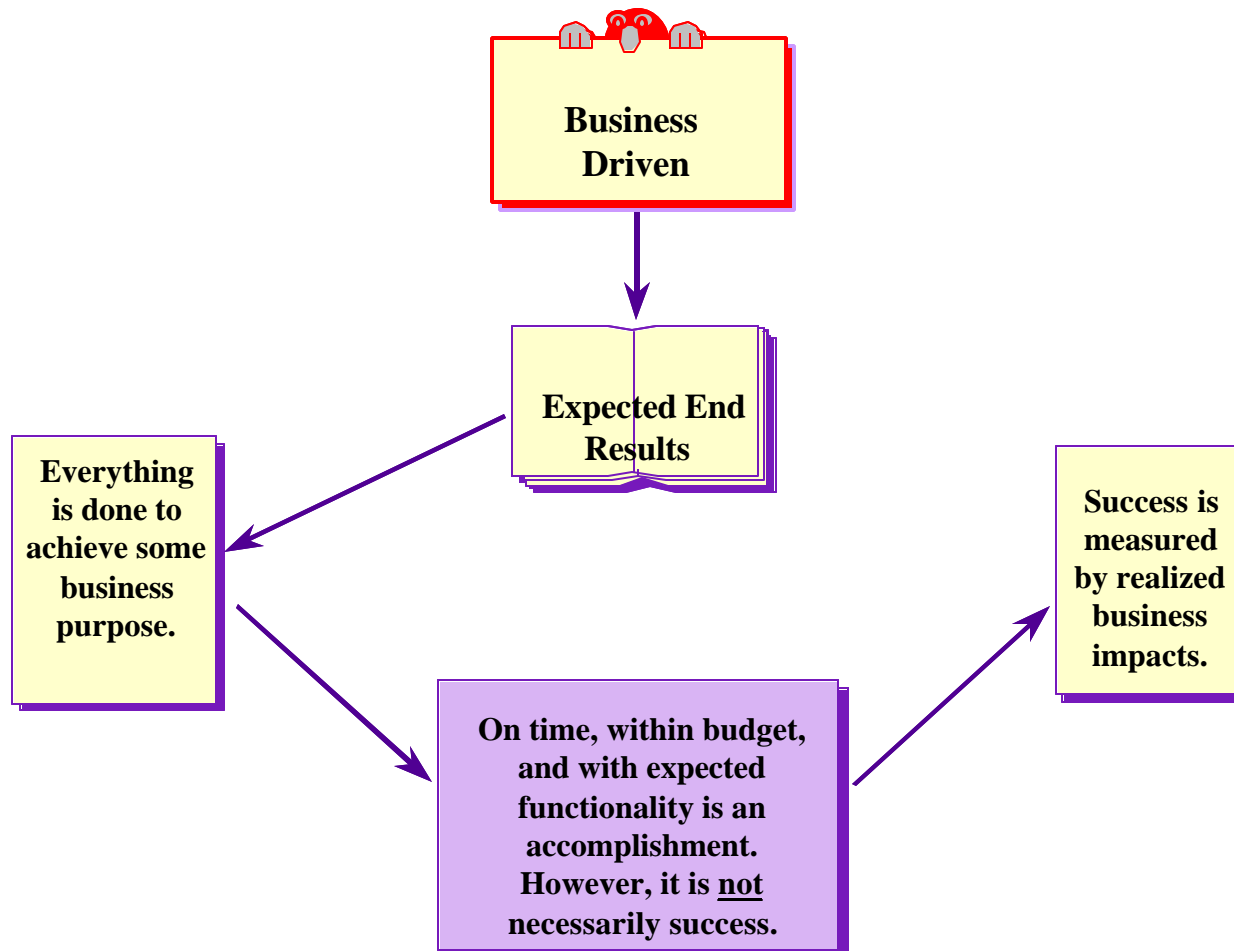 Business
Driven
Expected End
Results
Everything
is done to
achieve some
business
purpose.
On time, within budget,
and with expected
functionality is an
accomplishment.
However, it is not
necessarily success.
Success is
measured
by realized
business
impacts.